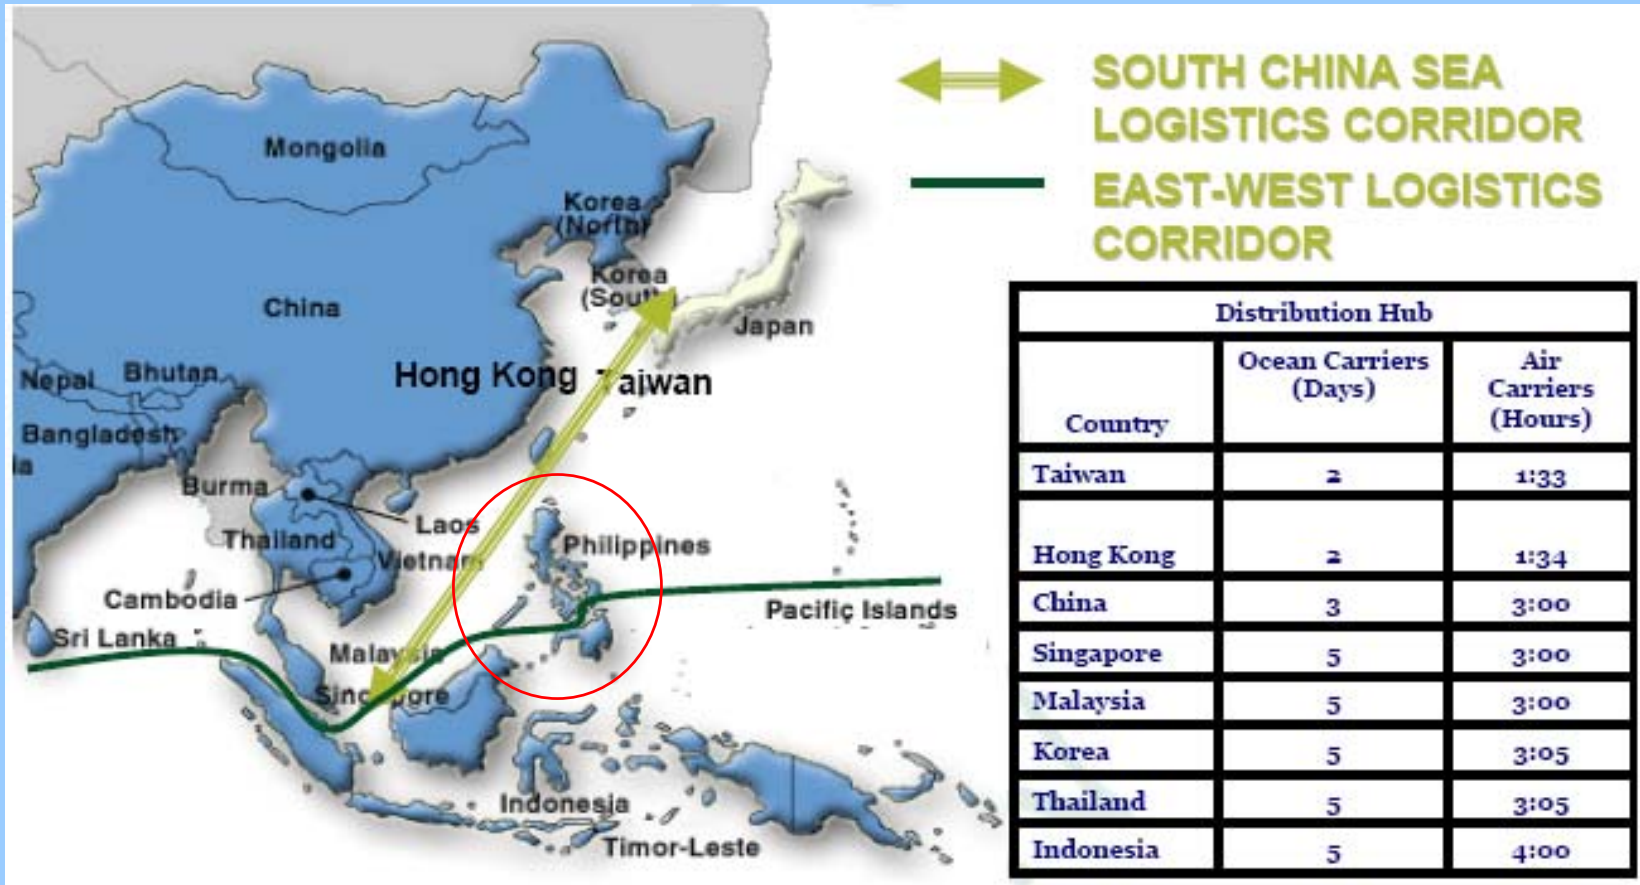 SOUTH CHINA SEA
LOGISTICS CORRIDOR
EAST-WEST LOGISTICS
CORRIDOR
Mongolia
Korea
(North)
Korea
(South)
China
Japan
Hong Kong
Taiwan
Nepal
Bhutan
Bangladesh
ia
Burma
Laos
Thailand
Vietnam
Philippines
Cambodia
Pacific Islands
Sri Lanka
Malaysia
Singapore
Indonesia
Timor-Leste
Distribution Hub
Country Ocean Carriers (Days) Air Carriers (Hours)
Taiwan 2 1:33
Hong Kong 2 1:34
China 3 3:00
Singapore 5 3:00
Malaysia 5 3:00
Korea 5 3:05
Thailand 5 3:05
Indonesia 5 4:00